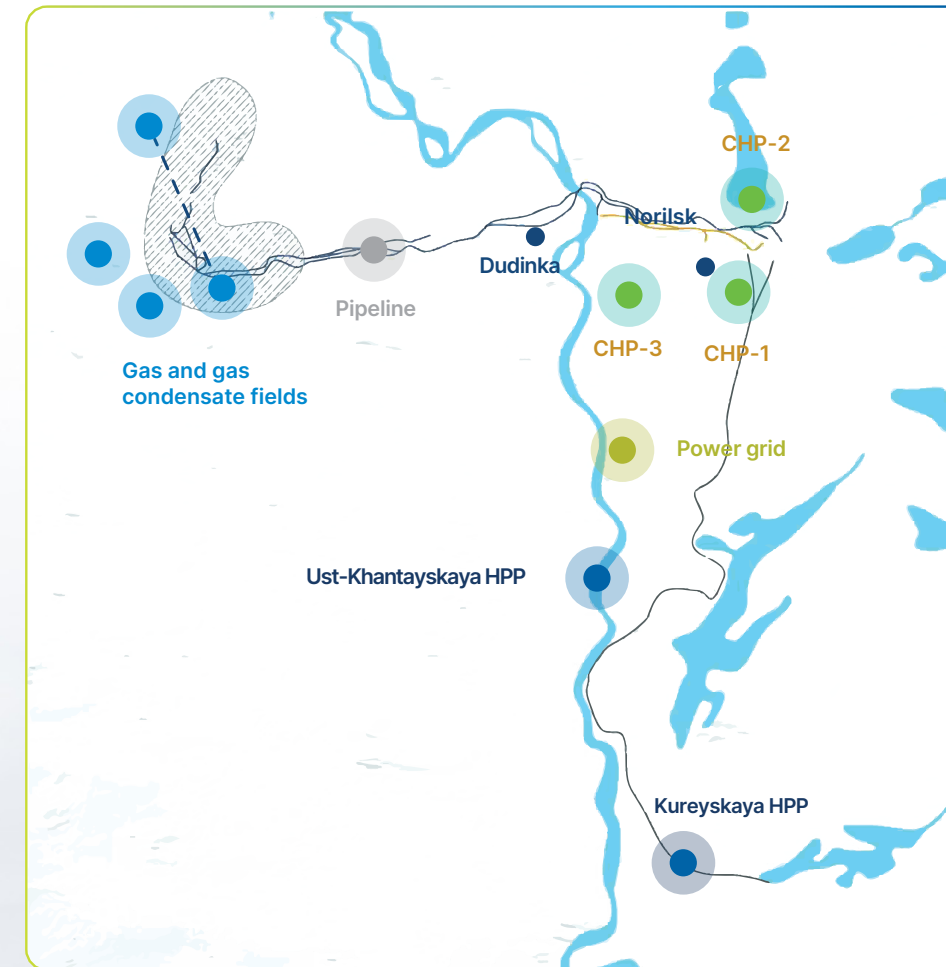 CHP-2
Norilsk
Dudinka
Pipeline
CHP-3
CHP-1
Gas and gas
condensate fields
Power grid
Ust-Khantayskaya HPP
Kureyskaya HPP